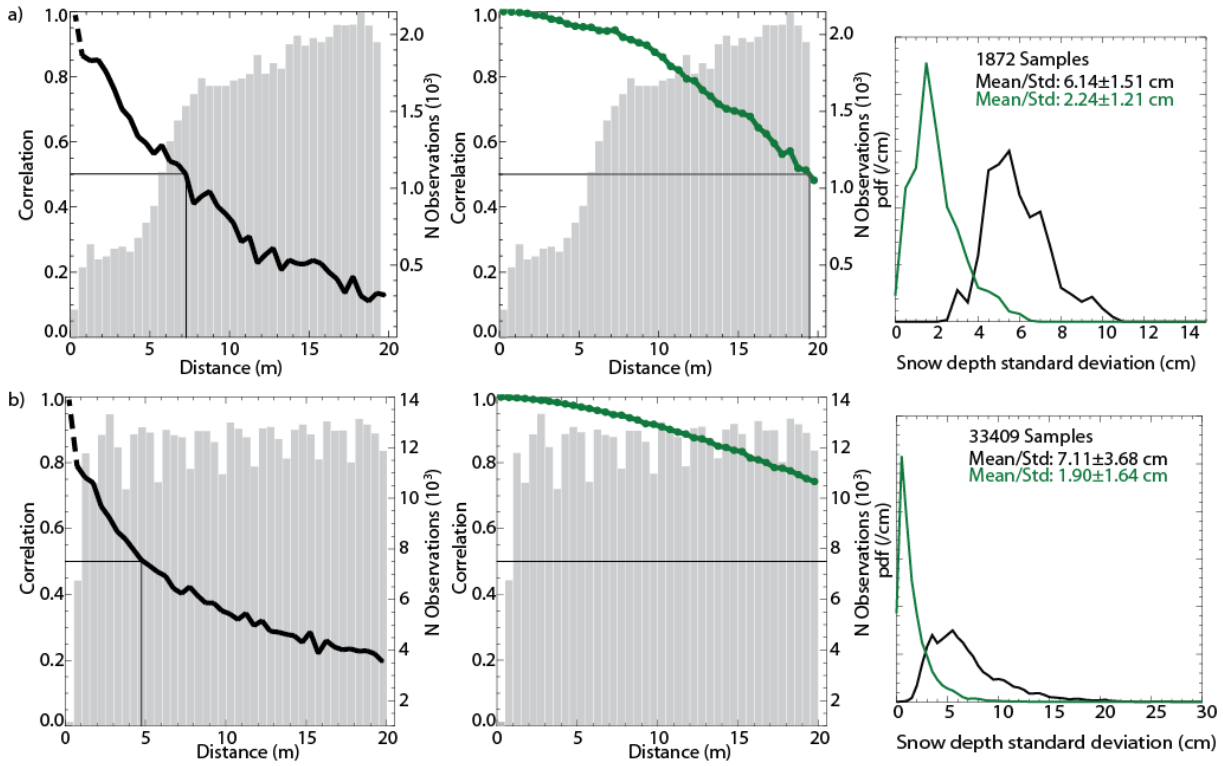 a)
1.0
0.8
0.6
0.4
0.2
0.0
Correlation
2.0
1.5
1.0
0.5
N Observations (10³)
0 5 10 15 20
Distance (m)
1.0
0.8
0.6
0.4
0.2
0.0
Correlation
2.0
1.5
1.0
0.5
N Observations (10³)
0 5 10 15 20
Distance (m)
pdf (/cm)
1872 Samples
Mean/Std: 6.14±1.51 cm
Mean/Std: 2.24±1.21 cm
0 2 4 6 8 10 12 14
Snow depth standard deviation (cm)
b)
1.0
0.8
0.6
0.4
0.2
0.0
Correlation
14
12
10
8
6
4
2
N Observations (10³)
0 5 10 15 20
Distance (m)
1.0
0.8
0.6
0.4
0.2
0.0
Correlation
14
12
10
8
6
4
2
N Observations (10³)
0 5 10 15 20
Distance (m)
pdf (/cm)
33409 Samples
Mean/Std: 7.11±3.68 cm
Mean/Std: 1.90±1.64 cm
0 5 10 15 20 25 30
Snow depth standard deviation (cm)